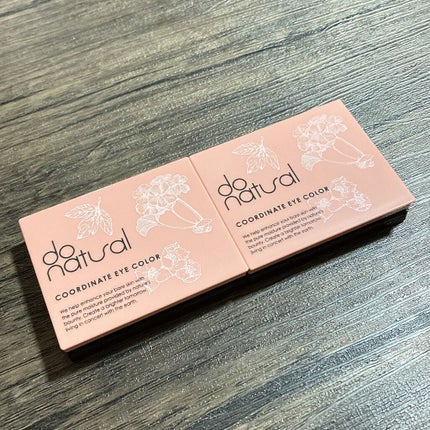 do
natural
COORDINATE EYE COLOR
We help enhance your bare skin with
the pure moisture provided by nature's
bounty. Create a brighter tomorrow,
living in concert with the earth.
do
natural
COORDINATE EYE COLOR
We help enhance your bare skin with
the pure moisture provided by nature's
bounty. Create a brighter tomorrow,
living in concert with the earth.